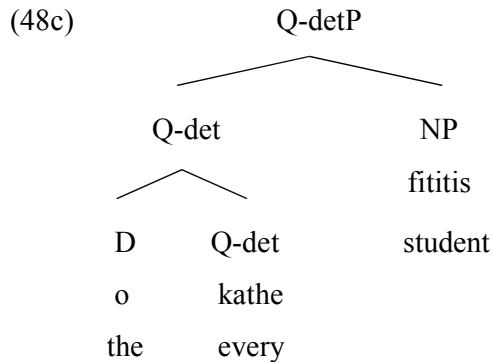 (48c) Q-detP
Q-det NP
fititis
D Q-det student
o kathe
the every